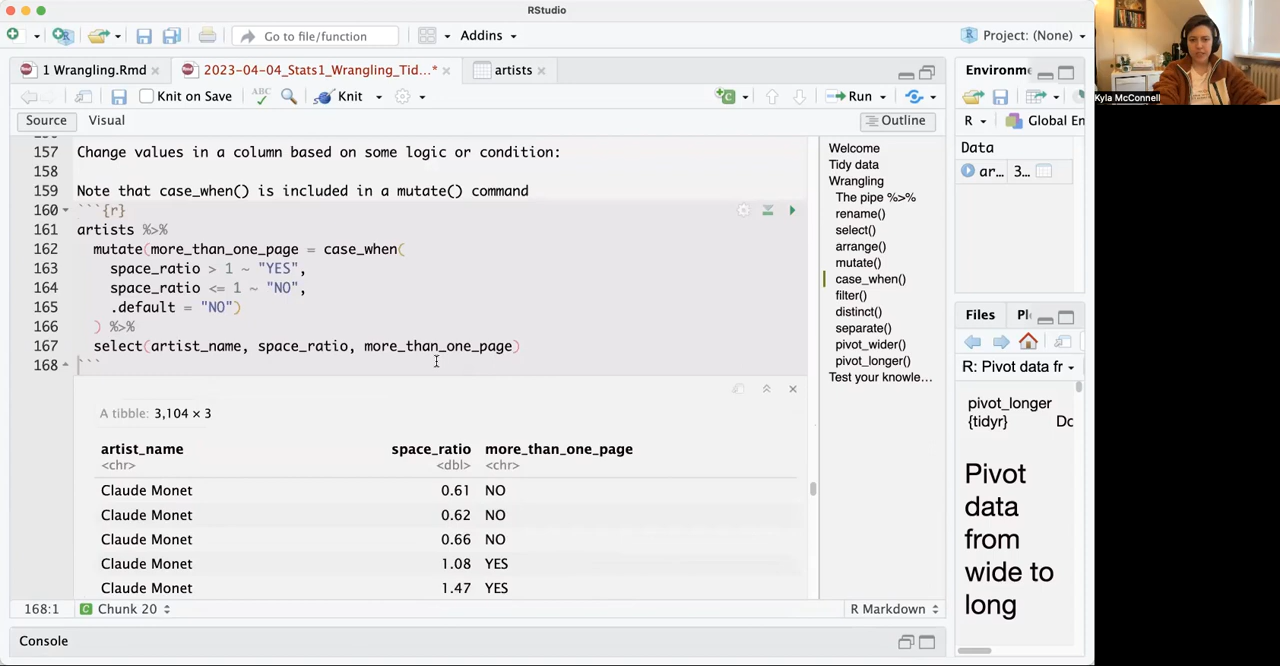 RStudio
Go to file/function
Addins
Project: (None)
1 Wrangling.Rmd
2023-04-04_Stats1_Wrangling_Tid...*
artists
Environme
Kyla McConnell
Knit on Save
ABC
Knit
Run
R
Global En
Source
Visual
Outline
Data
ar...
3...
157 Change values in a column based on some logic or condition:
158
159 Note that case_when() is included in a mutate() command
160 ```{r}
161 artists %>%
162 mutate(more_than_one_page = case_when(
163 space_ratio > 1 ~ "YES",
164 space_ratio <= 1 ~ "NO",
165 .default = "NO")
166 ) %>%
167 select(artist_name, space_ratio, more_than_one_page)
168 ```
A tibble: 3,104 × 3
artist_name space_ratio more_than_one_page
<chr> <dbl> <chr>
Claude Monet 0.61 NO
Claude Monet 0.62 NO
Claude Monet 0.66 NO
Claude Monet 1.08 YES
Claude Monet 1.47 YES
Welcome
Tidy data
Wrangling
The pipe %>%
rename()
select()
arrange()
mutate()
case_when()
filter()
distinct()
separate()
pivot_wider()
pivot_longer()
Test your knowle...
Files
Pl
R: Pivot data fr
pivot_longer
{tidyr}
Dc
Pivot
data
from
wide to
long
168:1
Chunk 20
R Markdown
Console